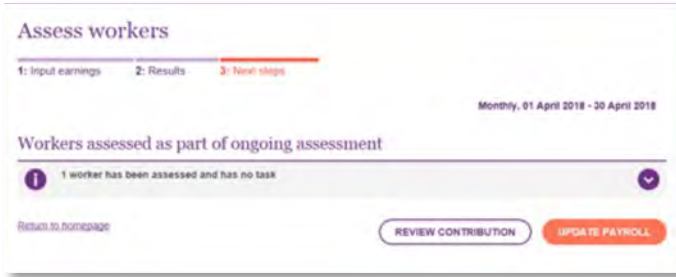 Assess workers
1: Input earnings 2: Results 3: Next steps
Monthly, 01 April 2018 - 30 April 2018
Workers assessed as part of ongoing assessment
1 worker has been assessed and has no task
Return to homepage REVIEW CONTRIBUTION UPDATE PAYROLL